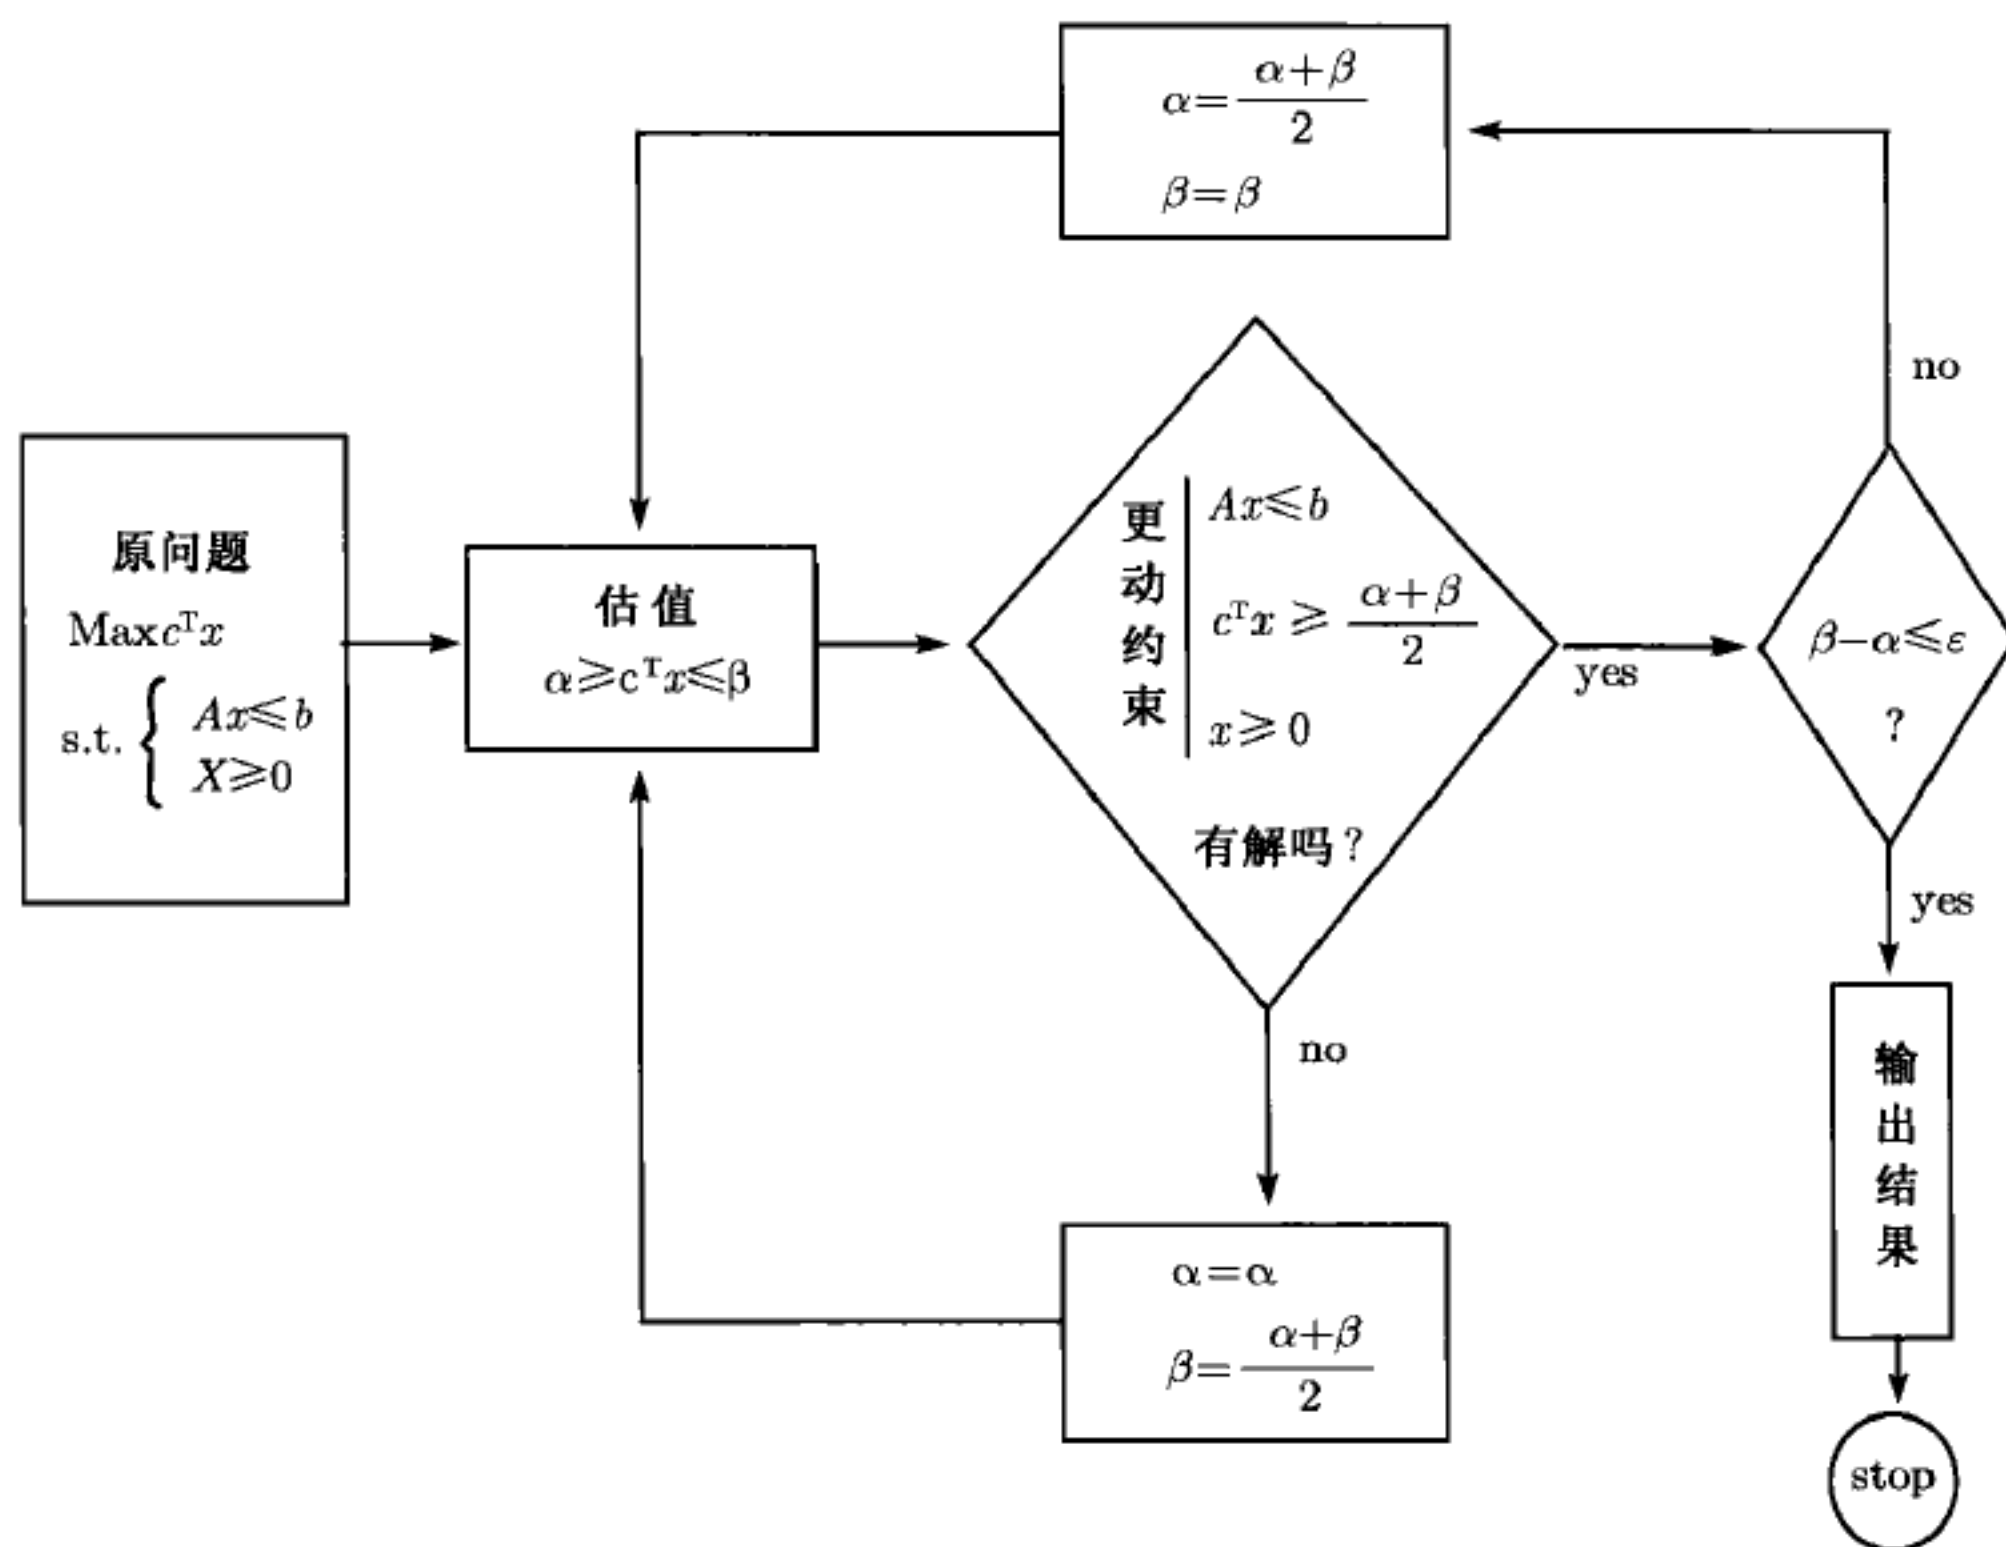 α=(α+β)/2
β=β
no
原问题
Max cᵀx
s.t. { Ax≤b
X≥0
估值
α≥cᵀx≤β
更动约束
Ax≤b
cᵀx ≥ (α+β)/2
x≥0
有解吗?
yes
β−α≤ε
?
yes
no
α=α
β=(α+β)/2
输出结果
stop